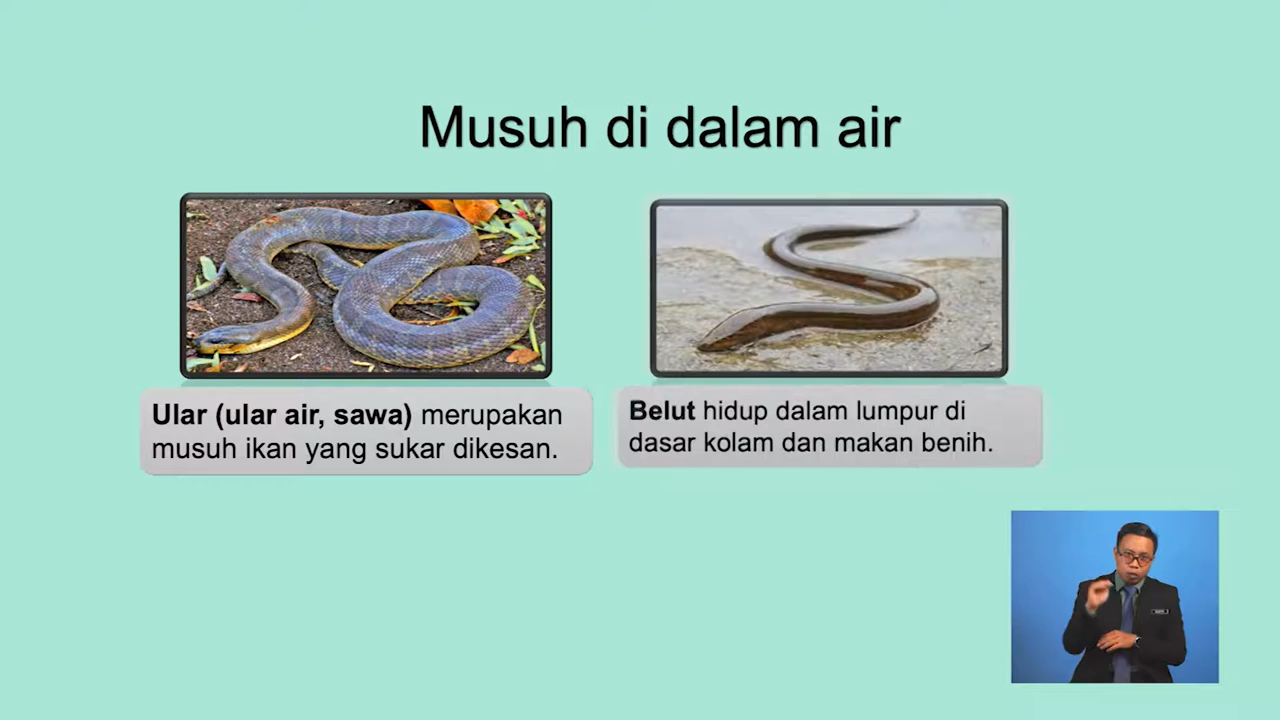 Musuh di dalam air
Ular (ular air, sawa) merupakan
musuh ikan yang sukar dikesan.
Belut hidup dalam lumpur di
dasar kolam dan makan benih.